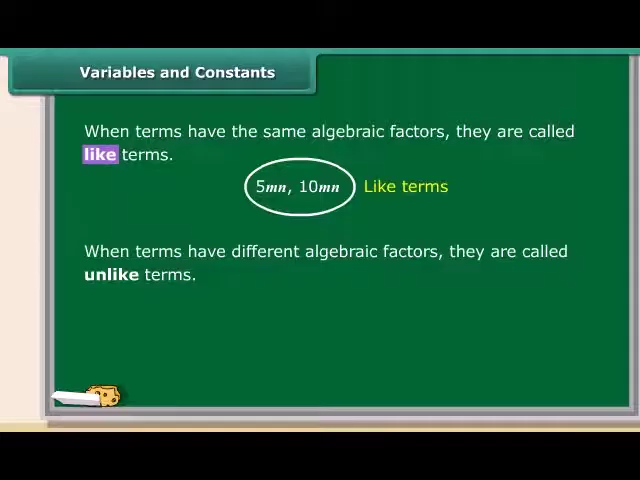 Variables and Constants
When terms have the same algebraic factors, they are called
like terms.
5mn, 10mn Like terms
When terms have different algebraic factors, they are called
unlike terms.